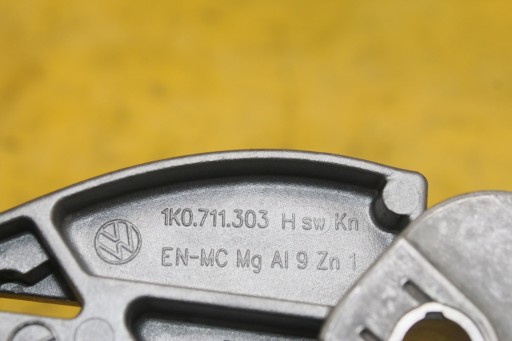 1K0.711.303 H sw/Kn
EN-MC Mg Al 9 Zn 1